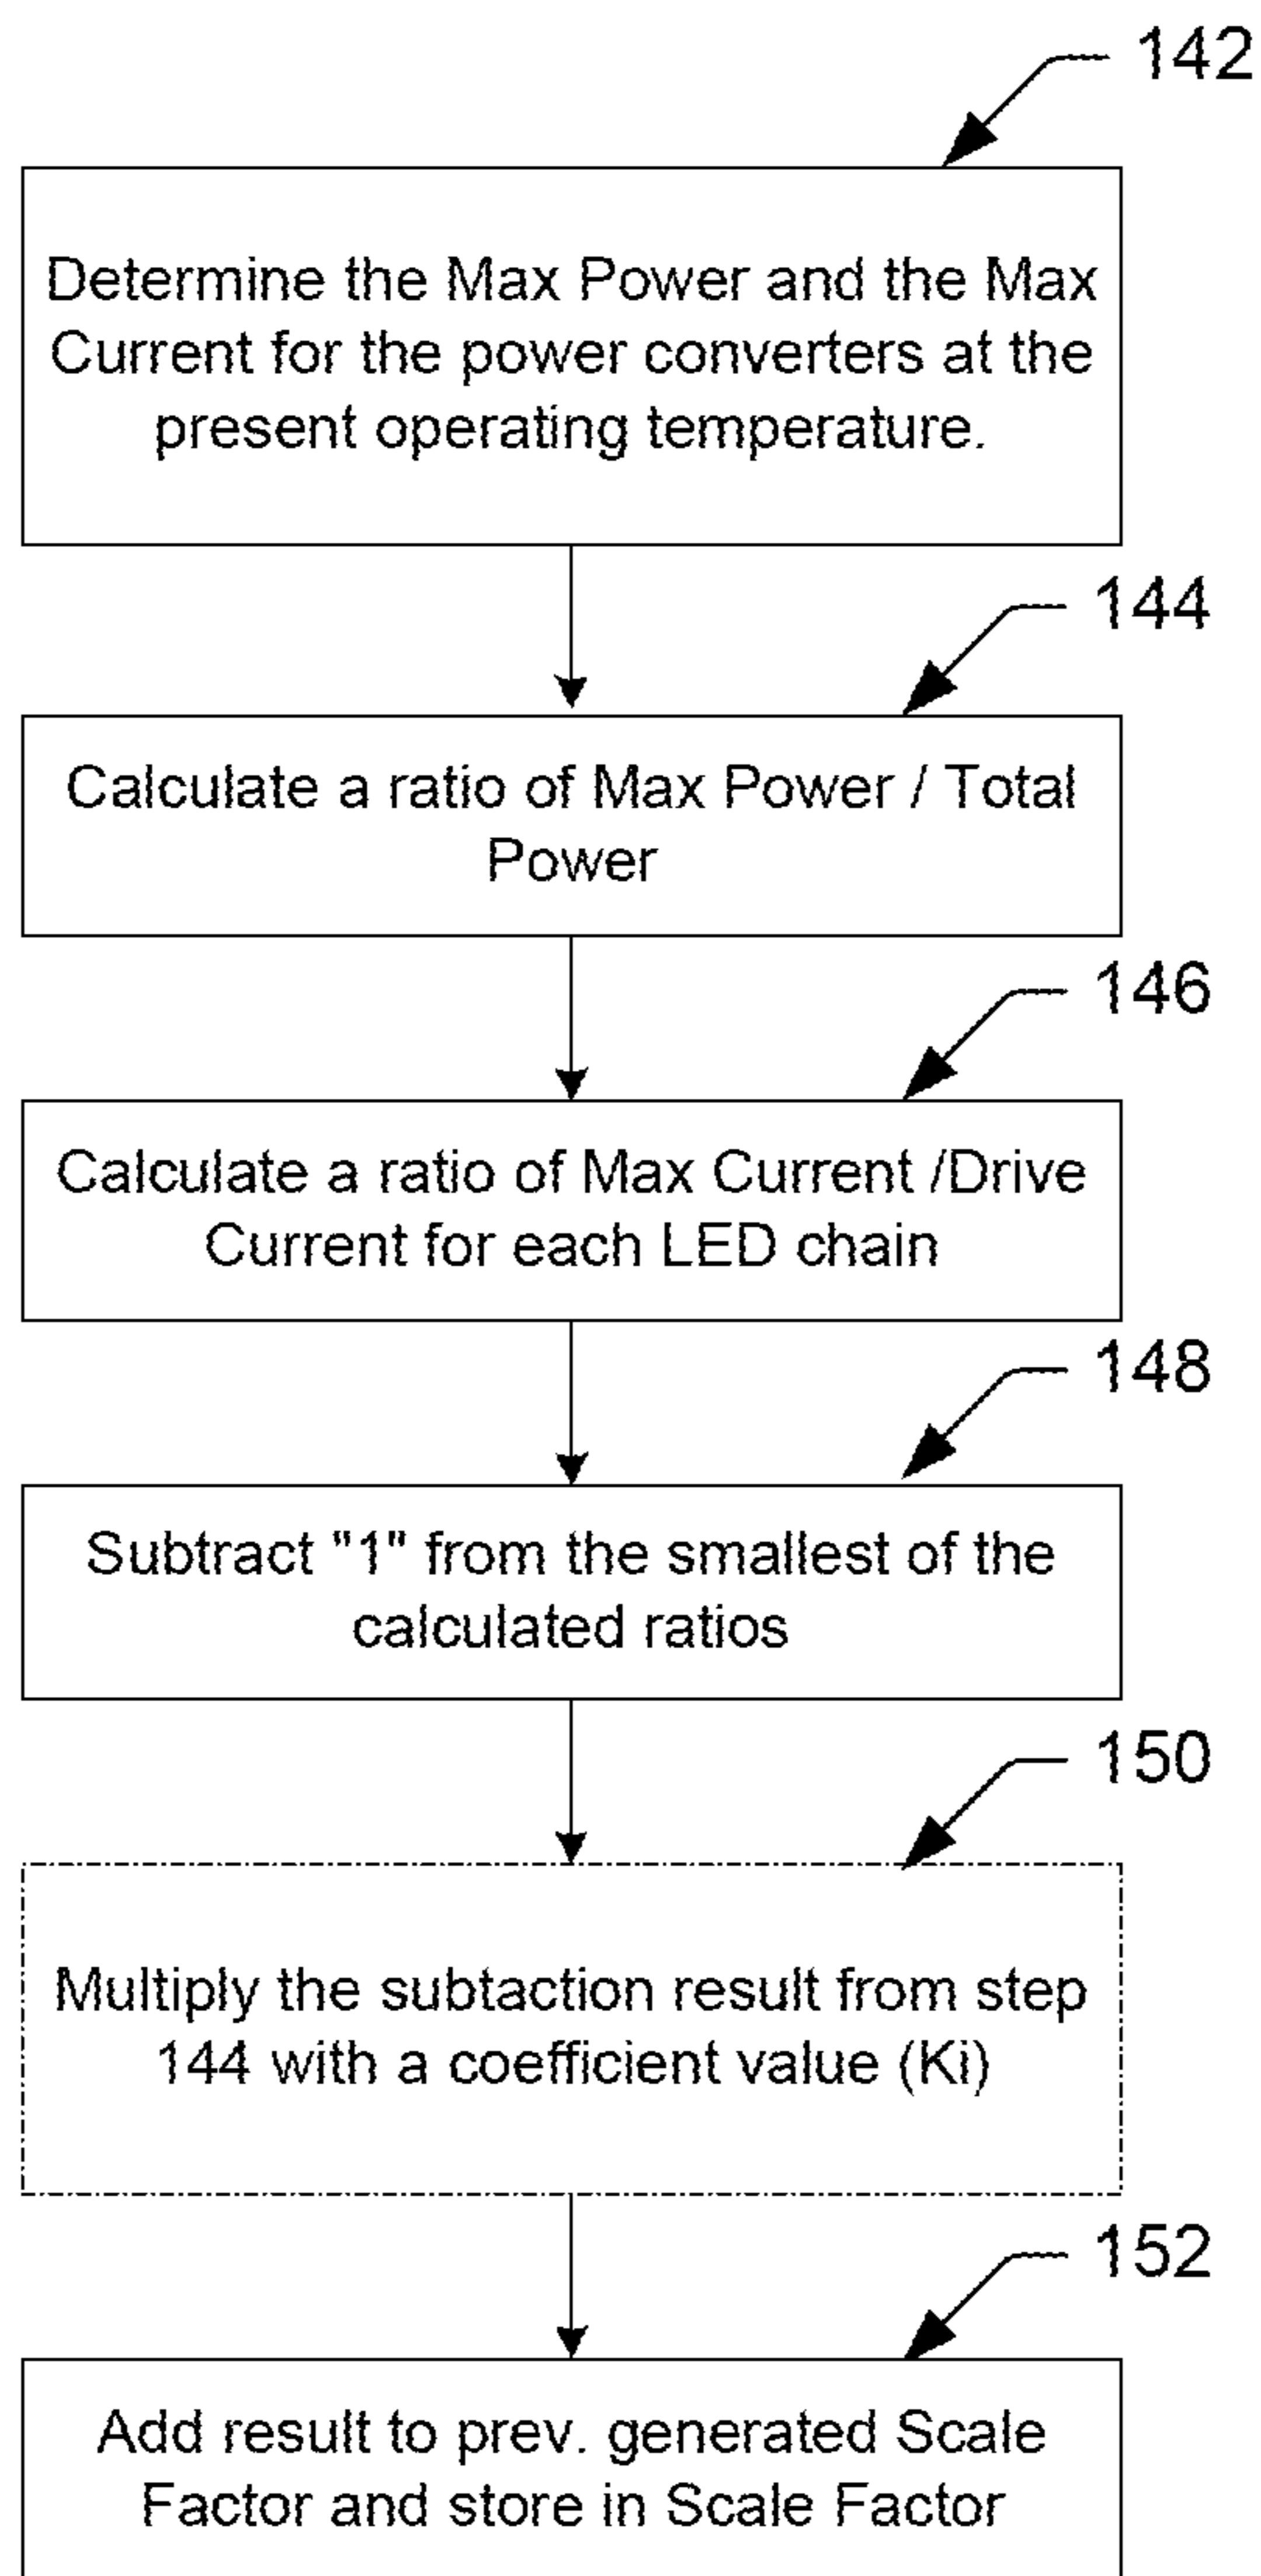 142
Determine the Max Power and the Max
Current for the power converters at the
present operating temperature.
144
Calculate a ratio of Max Power / Total
Power
146
Calculate a ratio of Max Current /Drive
Current for each LED chain
148
Subtract "1" from the smallest of the
calculated ratios
150
Multiply the subtaction result from step
144 with a coefficient value (Ki)
152
Add result to prev. generated Scale
Factor and store in Scale Factor